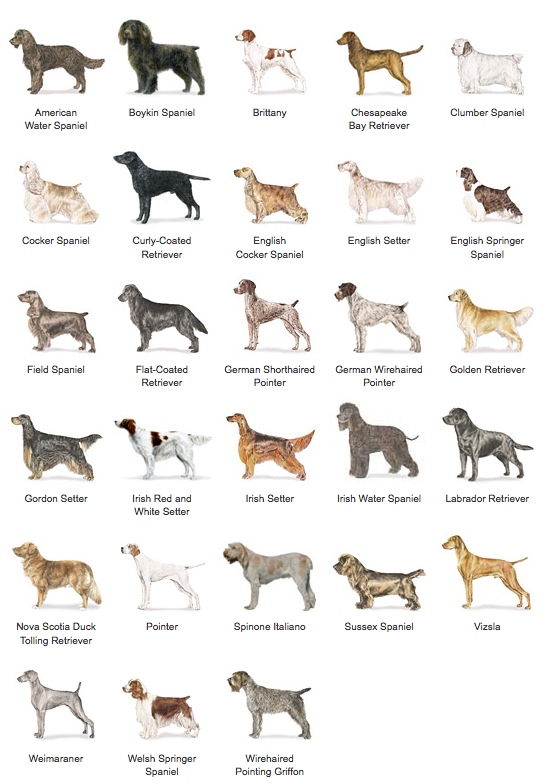 American
Water Spaniel
Boykin Spaniel
Brittany
Chesapeake
Bay Retriever
Clumber Spaniel
Cocker Spaniel
Curly-Coated
Retriever
English
Cocker Spaniel
English Setter
English Springer
Spaniel
Field Spaniel
Flat-Coated
Retriever
German Shorthaired
Pointer
German Wirehaired
Pointer
Golden Retriever
Gordon Setter
Irish Red and
White Setter
Irish Setter
Irish Water Spaniel
Labrador Retriever
Nova Scotia Duck
Tolling Retriever
Pointer
Spinone Italiano
Sussex Spaniel
Vizsla
Weimaraner
Welsh Springer
Spaniel
Wirehaired
Pointing Griffon